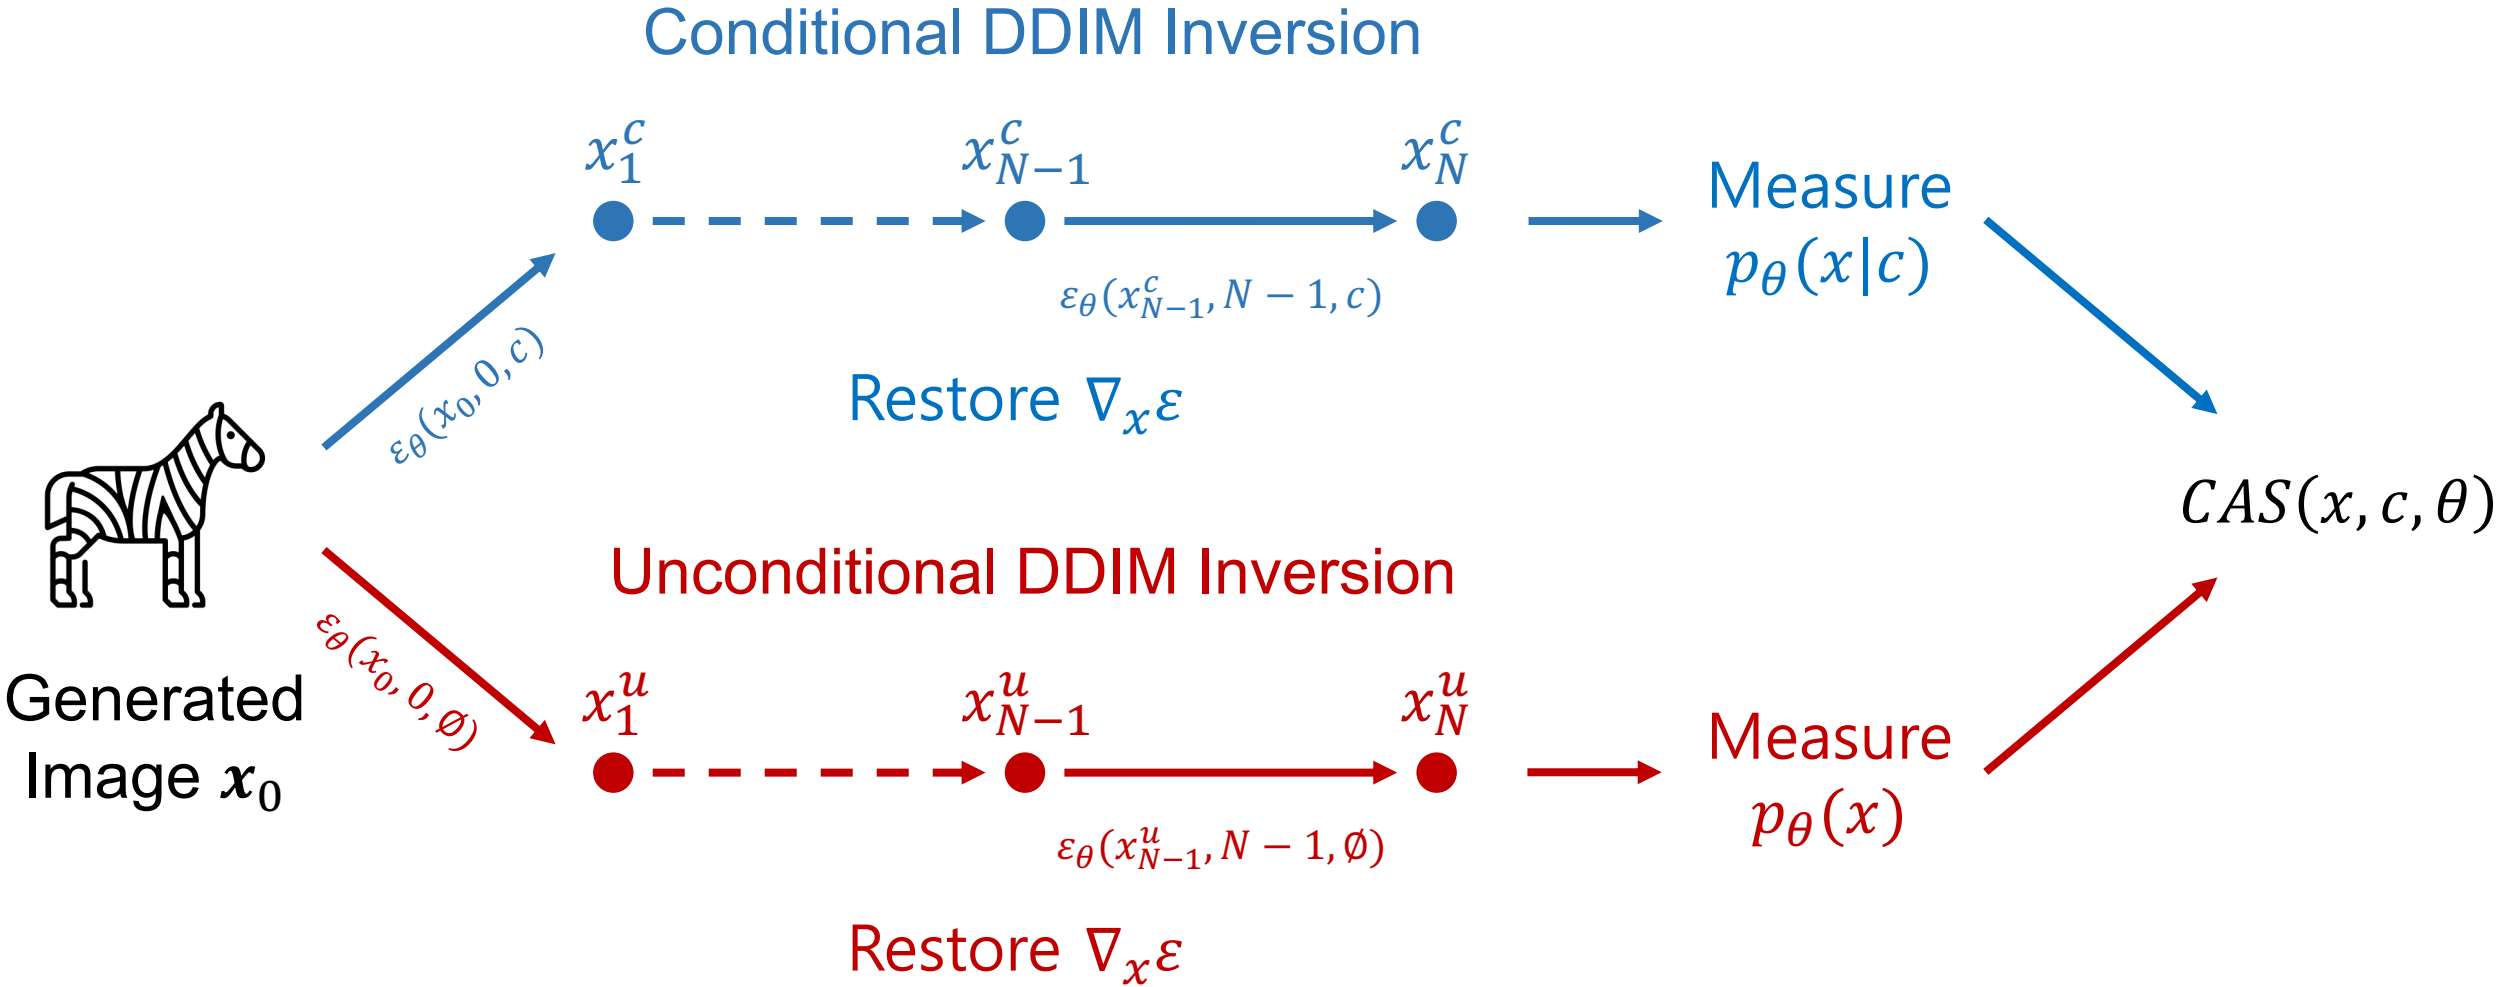 Conditional DDIM Inversion
x_1^c
x_{N−1}^c
x_N^c
ε_θ(x_0,0,c)
ε_θ(x_{N−1}^c, N − 1, c)
Restore ∇_x ε
Measure
p_θ(x|c)
Generated
Image x_0
CAS(x, c, θ)
Unconditional DDIM Inversion
ε_θ(x_0,0,ϕ)
x_1^u
x_{N−1}^u
x_N^u
ε_θ(x_{N−1}^u, N − 1, ϕ)
Restore ∇_x ε
Measure
p_θ(x)